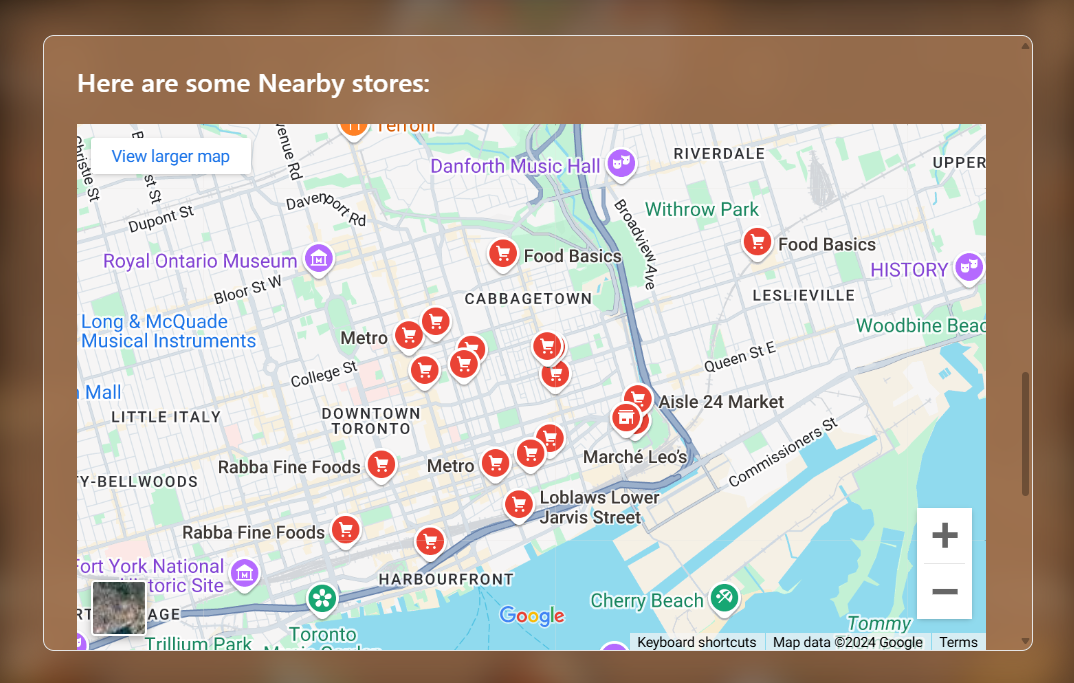 Here are some Nearby stores:
View larger map
Terroni
Christie St
venue Rd
Danforth Music Hall
RIVERDALE
UPPER
Dupont St
Davenport Rd
Broadview Ave
Withrow Park
Royal Ontario Museum
Food Basics
Food Basics
HISTORY
Bloor St W
CABBAGETOWN
LESLIEVILLE
Long & McQuade
Musical Instruments
Metro
Woodbine Beac
College St
Queen St E
Mall
LITTLE ITALY
DOWNTOWN
TORONTO
Aisle 24 Market
Rabba Fine Foods
Metro
Marché Leo's
Commissioners St
TY-BELLWOODS
Loblaws Lower
Jarvis Street
Rabba Fine Foods
Fort York National
Historic Site
HARBOURFRONT
Cherry Beach
Google
Tommy
Toronto
Trillium Park
Keyboard shortcuts
Map data ©2024 Google
Terms